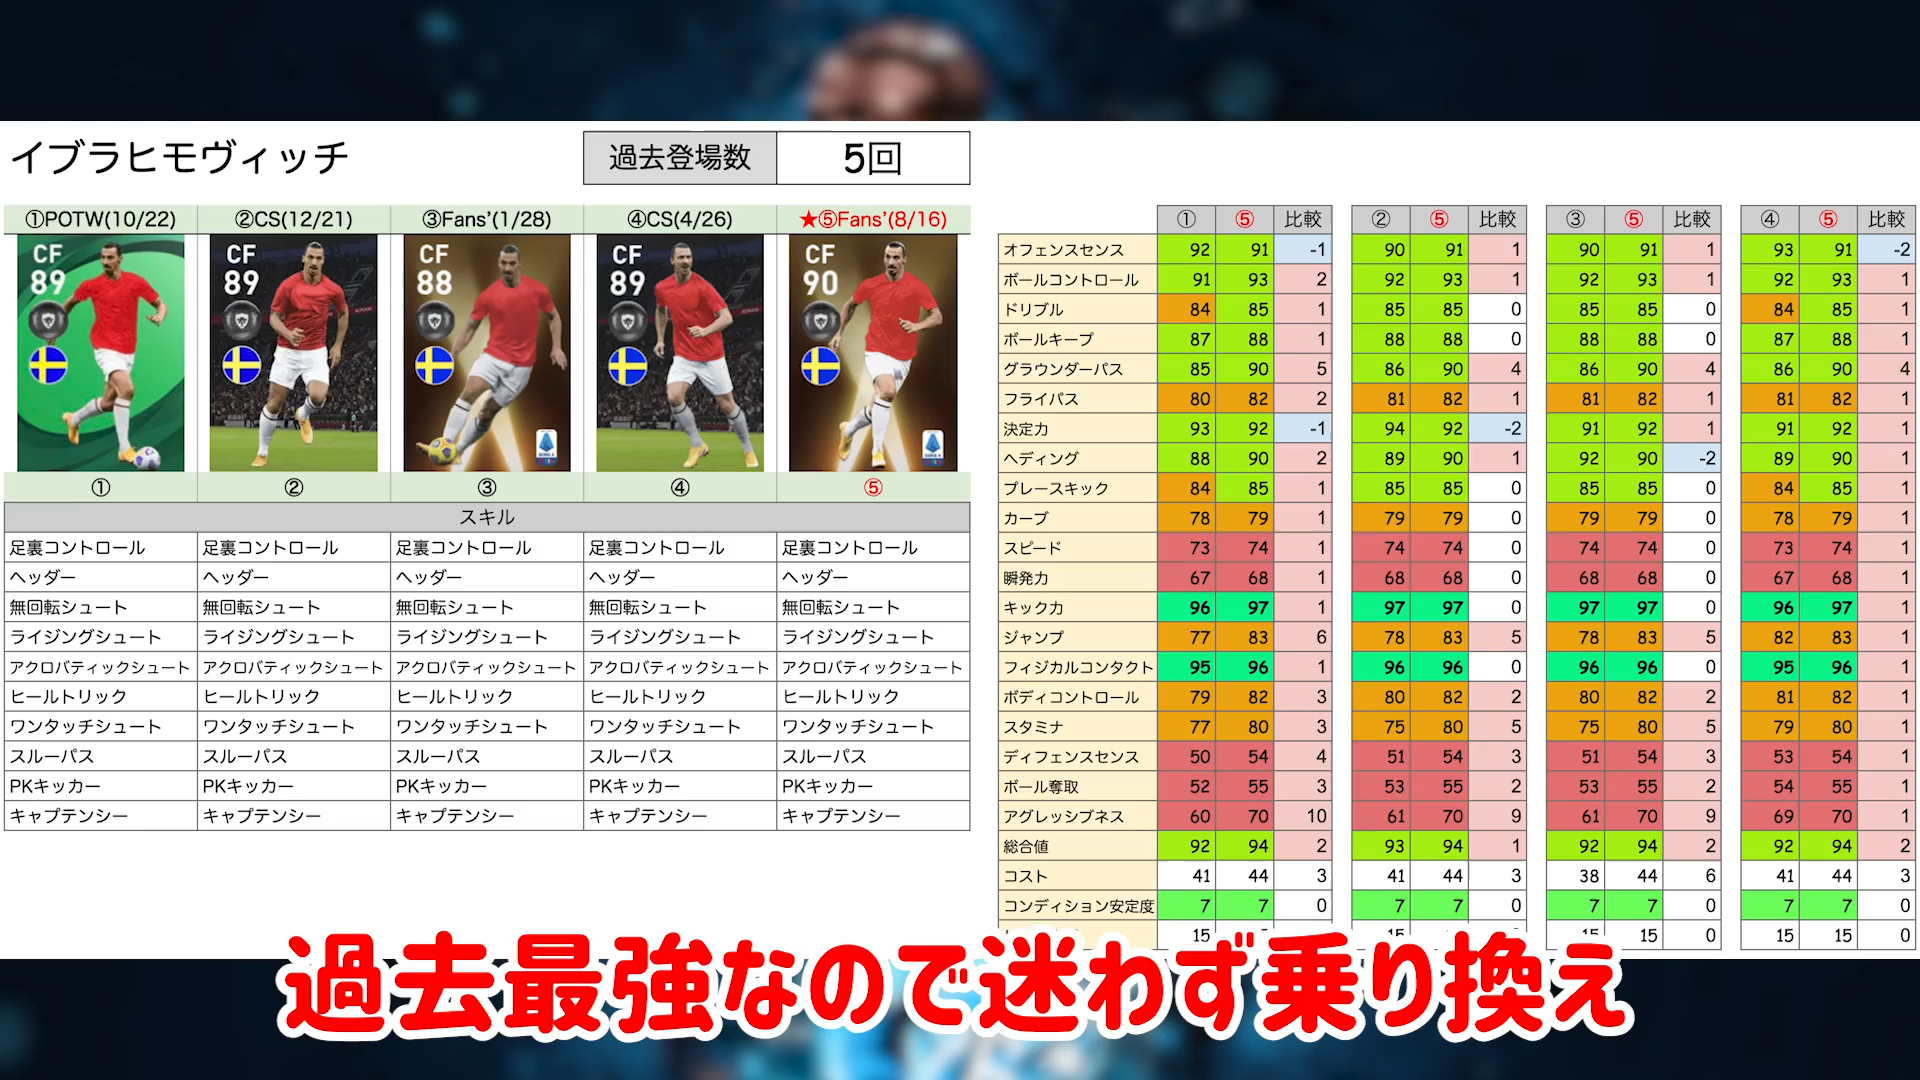 イブラヒモヴィッチ 過去登場数 5回
①POTW(10/22) ②CS(12/21) ③Fans'(1/28) ④CS(4/26) ★⑤Fans'(8/16)
CF CF CF CF CF
89 89 88 89 90
① ② ③ ④ ⑤
スキル
足裏コントロール 足裏コントロール 足裏コントロール 足裏コントロール 足裏コントロール
ヘッダー ヘッダー ヘッダー ヘッダー ヘッダー
無回転シュート 無回転シュート 無回転シュート 無回転シュート 無回転シュート
ライジングシュート ライジングシュート ライジングシュート ライジングシュート ライジングシュート
アクロバティックシュート アクロバティックシュート アクロバティックシュート アクロバティックシュート アクロバティックシュート
ヒールトリック ヒールトリック ヒールトリック ヒールトリック ヒールトリック
ワンタッチシュート ワンタッチシュート ワンタッチシュート ワンタッチシュート ワンタッチシュート
スルーパス スルーパス スルーパス スルーパス スルーパス
PKキッカー PKキッカー PKキッカー PKキッカー PKキッカー
キャプテンシー キャプテンシー キャプテンシー キャプテンシー キャプテンシー
① ⑤ 比較 ② ⑤ 比較 ③ ⑤ 比較 ④ ⑤ 比較
オフェンスセンス 92 91 -1 90 91 1 90 91 1 93 91 -2
ボールコントロール 91 93 2 92 93 1 92 93 1 92 93 1
ドリブル 84 85 1 85 85 0 85 85 0 84 85 1
ボールキープ 87 88 1 88 88 0 88 88 0 87 88 1
グラウンダーパス 85 90 5 86 90 4 86 90 4 86 90 4
フライパス 80 82 2 81 82 1 81 82 1 81 82 1
決定力 93 92 -1 94 92 -2 91 92 1 91 92 1
ヘディング 88 90 2 89 90 1 92 90 -2 89 90 1
プレースキック 84 85 1 85 85 0 85 85 0 84 85 1
カーブ 78 79 1 79 79 0 79 79 0 78 79 1
スピード 73 74 1 74 74 0 74 74 0 73 74 1
瞬発力 67 68 1 68 68 0 68 68 0 67 68 1
キック力 96 97 1 97 97 0 97 97 0 96 97 1
ジャンプ 77 83 6 78 83 5 78 83 5 82 83 1
フィジカルコンタクト 95 96 1 96 96 0 96 96 0 95 96 1
ボディコントロール 79 82 3 80 82 2 80 82 2 81 82 1
スタミナ 77 80 3 75 80 5 75 80 5 79 80 1
ディフェンスセンス 50 54 4 51 54 3 51 54 3 53 54 1
ボール奪取 52 55 3 53 55 2 53 55 2 54 55 1
アグレッシブネス 60 70 10 61 70 9 61 70 9 69 70 1
総合値 92 94 2 93 94 1 92 94 2 92 94 2
コスト 41 44 3 41 44 3 38 44 6 41 44 3
コンディション安定度 7 7 0 7 7 0 7 7 0 7 7 0
15 15 15 15 0 15 15 0
過去最強なので迷わず乗り換え